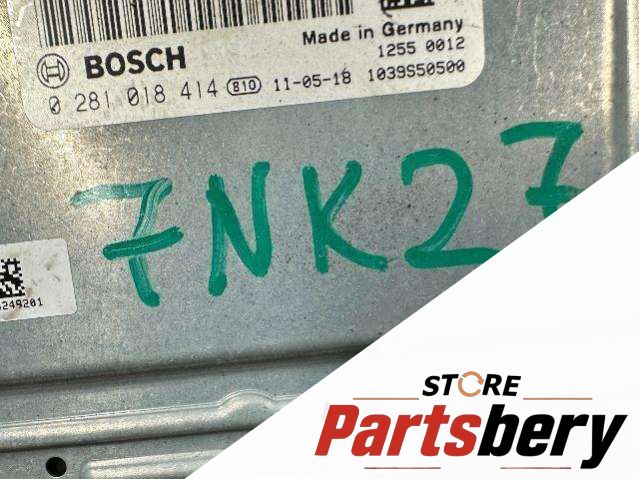 Made in Germany
BOSCH 1255 0012
0 281 018 414 B10 11-05-18 1039S50500
7NK27
249201
STORE
Partsbery